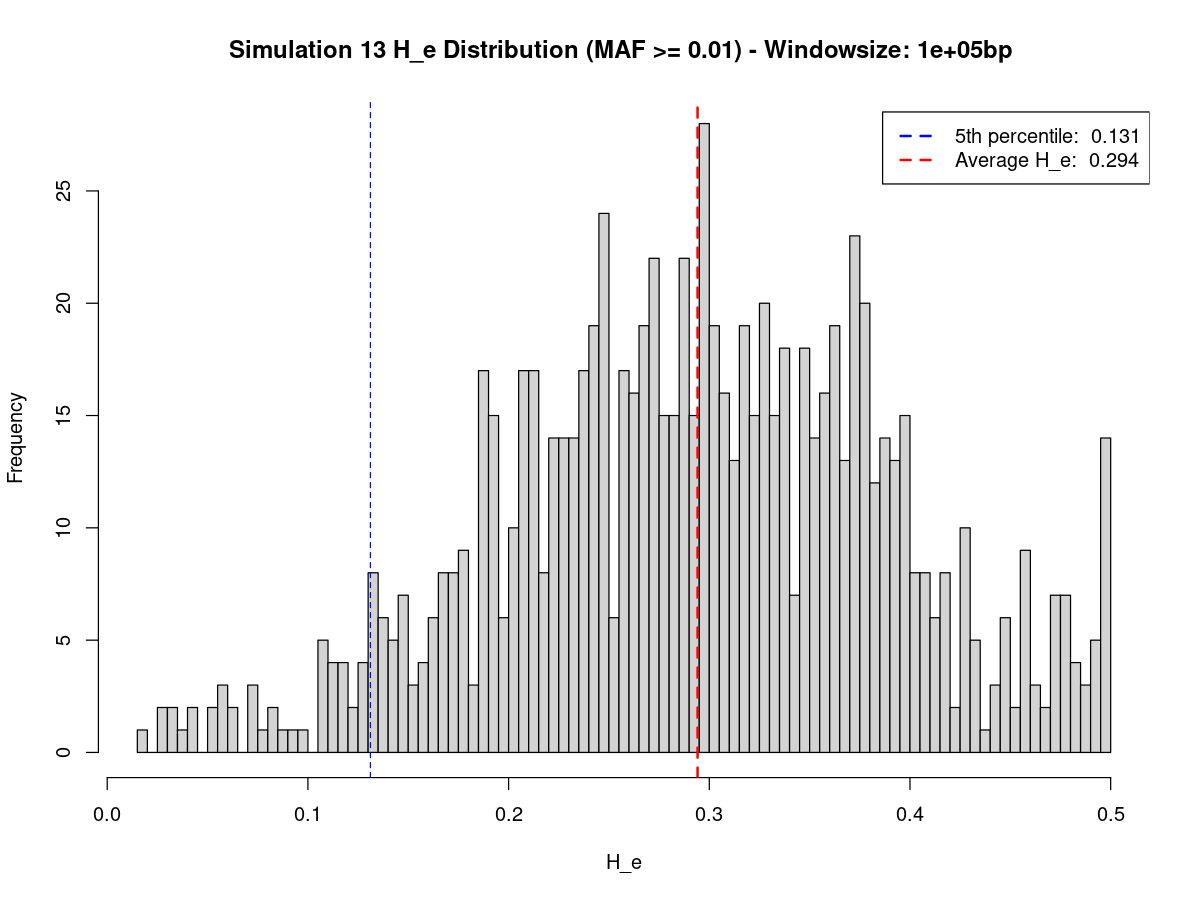 Simulation 13 H_e Distribution (MAF >= 0.01) - Windowsize: 1e+05bp
5th percentile:  0.131
Average H_e:  0.294
Frequency
25
20
15
10
5
0
0.0 0.1 0.2 0.3 0.4 0.5
H_e